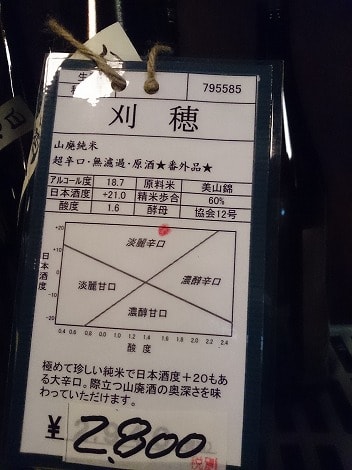 生
795585
刈 穂
山廃純米
超辛口・無濾過・原酒★番外品★
アルコール度 18.7 原料米 美山錦
日本酒度 +21.0 精米歩合 60%
酸度 1.6 酵母 協会12号
+20
+10
0
-10
-20
日本酒度
淡麗辛口
淡麗甘口
濃醇辛口
濃醇甘口
0.4 0.6 0.8 1 1.2 1.4 1.6 1.8 2 2.2 2.4
酸 度
極めて珍しい純米で日本酒度+20もあ
る大辛口。際立つ山廃酒の奥深さを味
わっていただけます。
¥2,800
税別